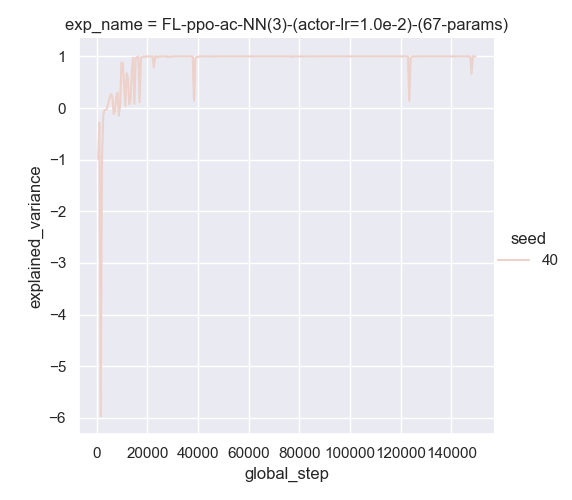 exp_name = FL-ppo-ac-NN(3)-(actor-lr=1.0e-2)-(67-params)
1
0
−1
−2
−3
−4
−5
−6
explained_variance
0 20000 40000 60000 80000 100000 120000 140000
global_step
seed
40